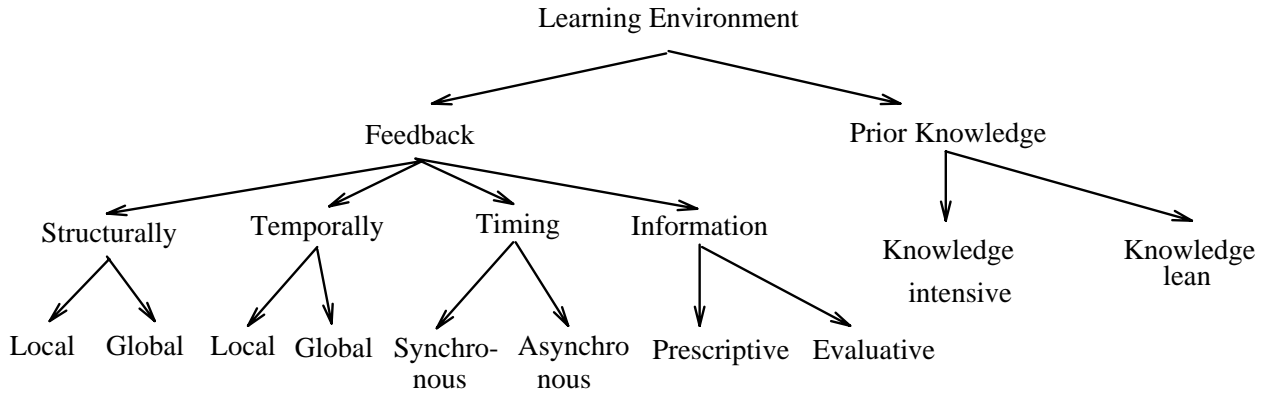 Learning Environment
Feedback
Prior Knowledge
Structurally
Temporally
Timing
Information
Knowledge
intensive
Knowledge
lean
Local
Global
Local
Global
Synchro-
nous
Asynchro
nous
Prescriptive
Evaluative